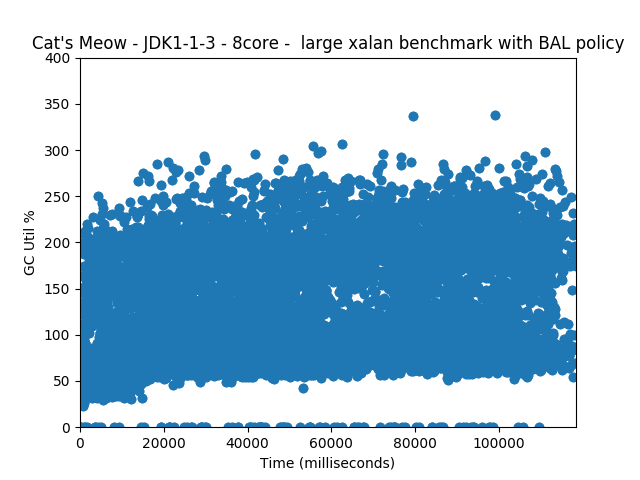 Cat's Meow - JDK1-1-3 - 8core -  large xalan benchmark with BAL policy
400
350
300
250
200
150
100
50
0
GC Util %
0 20000 40000 60000 80000 100000
Time (milliseconds)